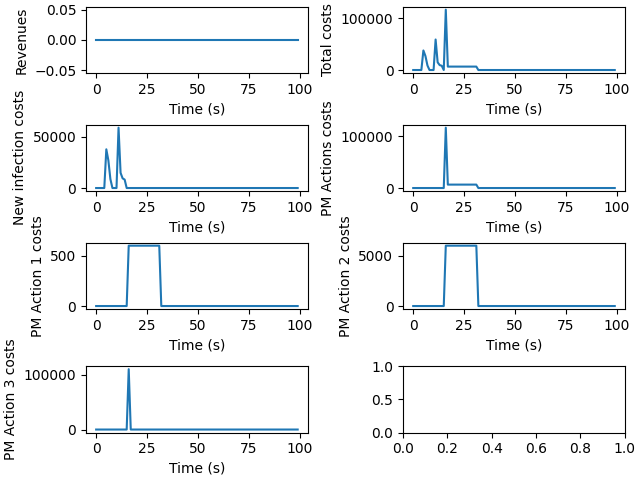 Revenues
0.05
0.00
−0.05
0 25 50 75 100
Time (s)
Total costs
100000
0
0 25 50 75 100
Time (s)
New infection costs
50000
0
0 25 50 75 100
Time (s)
PM Actions costs
100000
0
0 25 50 75 100
Time (s)
PM Action 1 costs
500
0
0 25 50 75 100
Time (s)
PM Action 2 costs
5000
0
0 25 50 75 100
Time (s)
PM Action 3 costs
100000
0
0 25 50 75 100
Time (s)
1.0
0.5
0.0
0.0 0.2 0.4 0.6 0.8 1.0